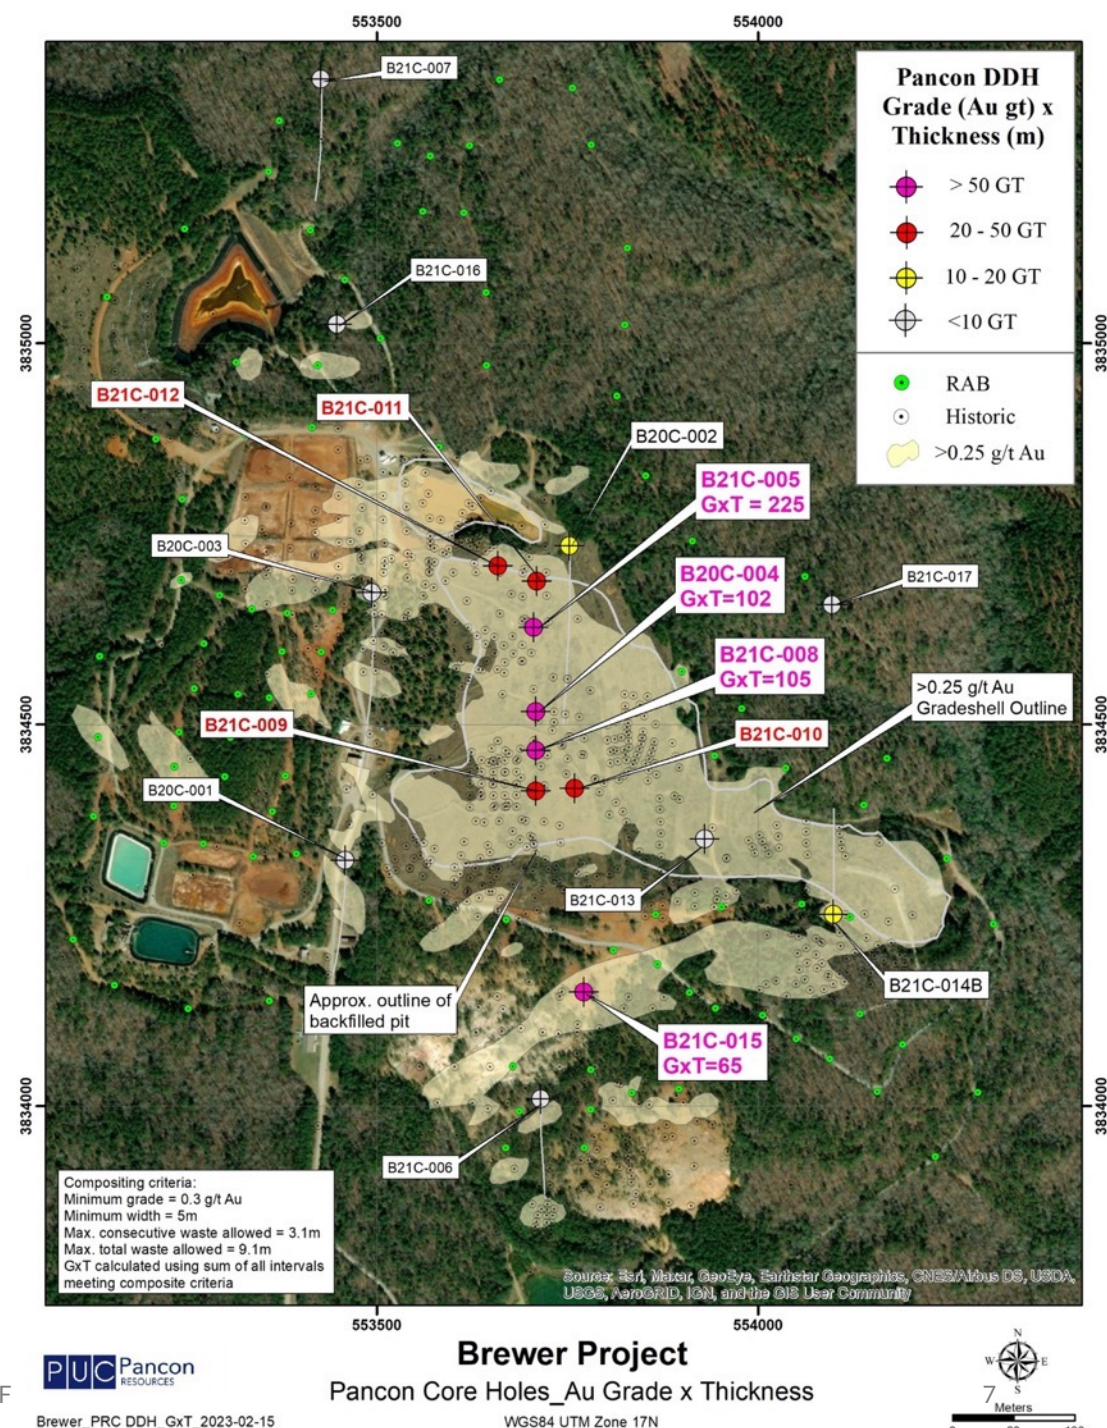 553500
554000
B21C-007
Pancon DDH
Grade (Au gt) x
Thickness (m)
> 50 GT
20 - 50 GT
10 - 20 GT
<10 GT
RAB
Historic
>0.25 g/t Au
B21C-016
3835000
3835000
B21C-012
B21C-011
B20C-002
B21C-005
GxT = 225
B20C-003
B20C-004
GxT=102
B21C-017
B21C-008
GxT=105
>0.25 g/t Au
Gradeshell Outline
3834500
3834500
B21C-009
B21C-010
B20C-001
B21C-013
B21C-014B
Approx. outline of
backfilled pit
B21C-015
GxT=65
3834000
3834000
B21C-006
Compositing criteria:
Minimum grade = 0.3 g/t Au
Minimum width = 5m
Max. consecutive waste allowed = 3.1m
Max. total waste allowed = 9.1m
GxT calculated using sum of all intervals
meeting composite criteria
Source: Esri, Maxar, GeoEye, Earthstar Geographics, CNES/Airbus DS, USDA,
USGS, AeroGRID, IGN, and the GIS User Community
553500
554000
Brewer Project
PUC Pancon
RESOURCES
Pancon Core Holes_Au Grade x Thickness
N
W E
S
7
Meters
F
Brewer_PRC DDH_GxT_2023-02-15
WGS84 UTM Zone 17N